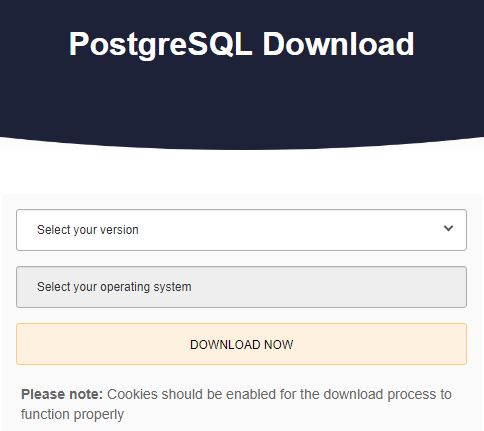 PostgreSQL Download
Select your version
Select your operating system
DOWNLOAD NOW
Please note: Cookies should be enabled for the download process to
function properly